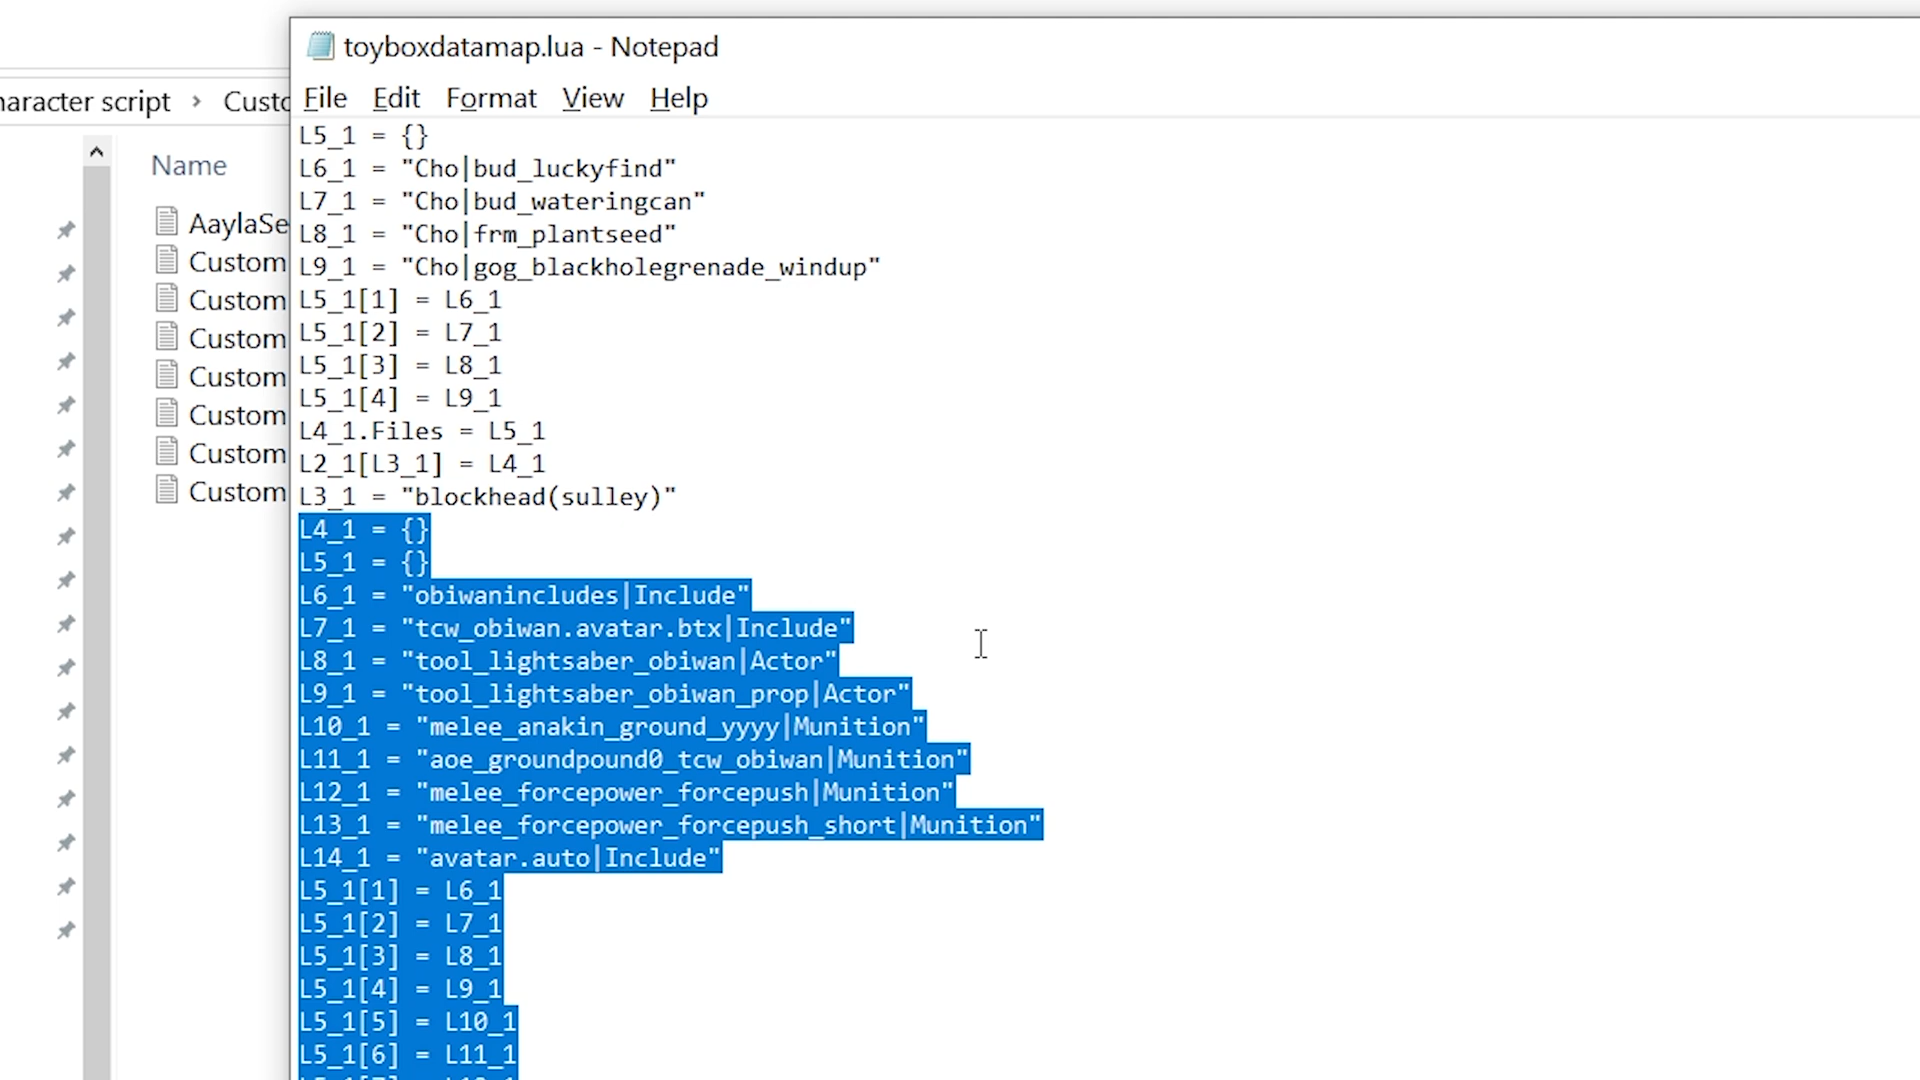 toyboxdatamap.lua - Notepad
File Edit Format View Help
haracter script > Custo
Name
AaylaSe
Custom
Custom
Custom
Custom
Custom
Custom
Custom
L5_1 = {}
L6_1 = "Cho|bud_luckyfind"
L7_1 = "Cho|bud_wateringcan"
L8_1 = "Cho|frm_plantseed"
L9_1 = "Cho|gog_blackholegrenade_windup"
L5_1[1] = L6_1
L5_1[2] = L7_1
L5_1[3] = L8_1
L5_1[4] = L9_1
L4_1.Files = L5_1
L2_1[L3_1] = L4_1
L3_1 = "blockhead(sulley)"
L4_1 = {}
L5_1 = {}
L6_1 = "obiwanincludes|Include"
L7_1 = "tcw_obiwan.avatar.btx|Include"
L8_1 = "tool_lightsaber_obiwan|Actor"
L9_1 = "tool_lightsaber_obiwan_prop|Actor"
L10_1 = "melee_anakin_ground_yyyy|Munition"
L11_1 = "aoe_groundpound0_tcw_obiwan|Munition"
L12_1 = "melee_forcepower_forcepush|Munition"
L13_1 = "melee_forcepower_forcepush_short|Munition"
L14_1 = "avatar.auto|Include"
L5_1[1] = L6_1
L5_1[2] = L7_1
L5_1[3] = L8_1
L5_1[4] = L9_1
L5_1[5] = L10_1
L5_1[6] = L11_1